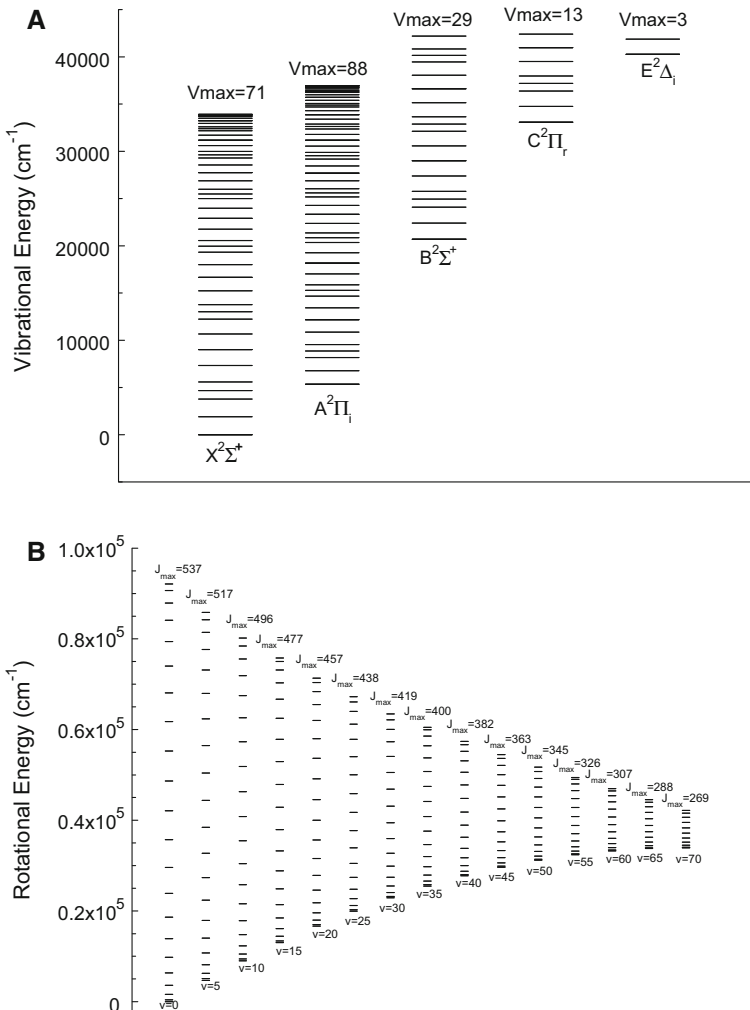 A
Vibrational Energy (cm⁻¹)
40000
30000
20000
10000
0
Vmax=71
Vmax=88
Vmax=29
Vmax=13
Vmax=3
X²Σ⁺
A²Πᵢ
B²Σ⁺
C²Πᵣ
E²Δᵢ
B
Rotational Energy (cm⁻¹)
1.0x10⁵
0.8x10⁵
0.6x10⁵
0.4x10⁵
0.2x10⁵
0
Jmax=537
Jmax=517
Jmax=496
Jmax=477
Jmax=457
Jmax=438
Jmax=419
Jmax=400
Jmax=382
Jmax=363
Jmax=345
Jmax=326
Jmax=307
Jmax=288
Jmax=269
v=0
v=5
v=10
v=15
v=20
v=25
v=30
v=35
v=40
v=45
v=50
v=55
v=60
v=65
v=70